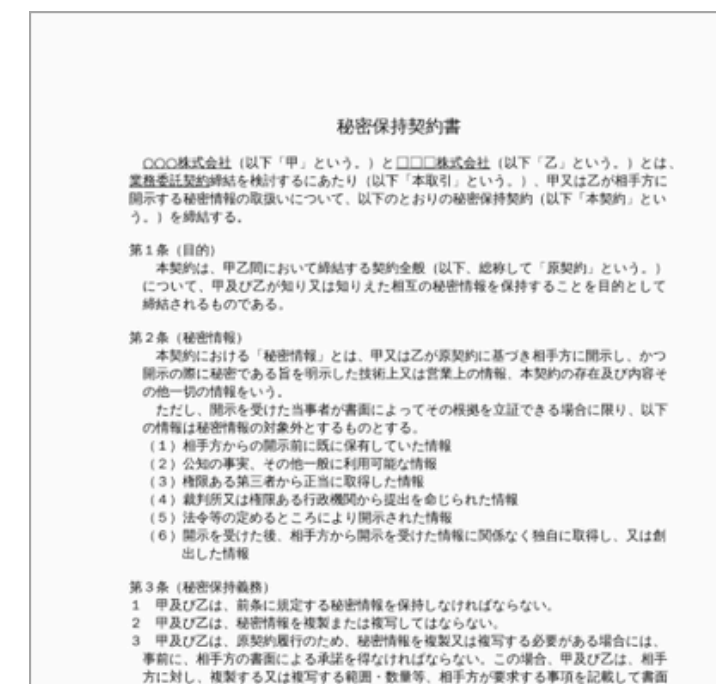 秘密保持契約書
○○○株式会社（以下「甲」という。）と□□□株式会社（以下「乙」という。）とは、
業務委託契約締結を検討するにあたり（以下「本取引」という。）、甲又は乙が相手方に
開示する秘密情報の取扱いについて、以下のとおりの秘密保持契約（以下「本契約」とい
う。）を締結する。
第１条（目的）
本契約は、甲乙間において締結する契約全般（以下、総称して「原契約」という。）
について、甲及び乙が知り又は知りえた相互の秘密情報を保持することを目的として
締結されるものである。
第２条（秘密情報）
本契約における「秘密情報」とは、甲又は乙が原契約に基づき相手方に開示し、かつ
開示の際に秘密である旨を明示した技術上又は営業上の情報、本契約の存在及び内容そ
の他一切の情報をいう。
ただし、開示を受けた当事者が書面によってその根拠を立証できる場合に限り、以下
の情報は秘密情報の対象外とするものとする。
（１）相手方からの開示前に既に保有していた情報
（２）公知の事実、その他一般に利用可能な情報
（３）権限ある第三者から正当に取得した情報
（４）裁判所又は権限ある行政機関から提出を命じられた情報
（５）法令等の定めるところにより開示された情報
（６）開示を受けた後、相手方から開示を受けた情報に関係なく独自に取得し、又は創
出した情報
第３条（秘密保持義務）
１　甲及び乙は、前条に規定する秘密情報を保持しなければならない。
２　甲及び乙は、秘密情報を複製または複写してはならない。
３　甲及び乙は、原契約履行のため、秘密情報を複製又は複写する必要がある場合には、
事前に、相手方の書面による承諾を得なければならない。この場合、甲及び乙は、相手
方に対し、複製する又は複写する範囲・数量等、相手方が要求する事項を記載して書面